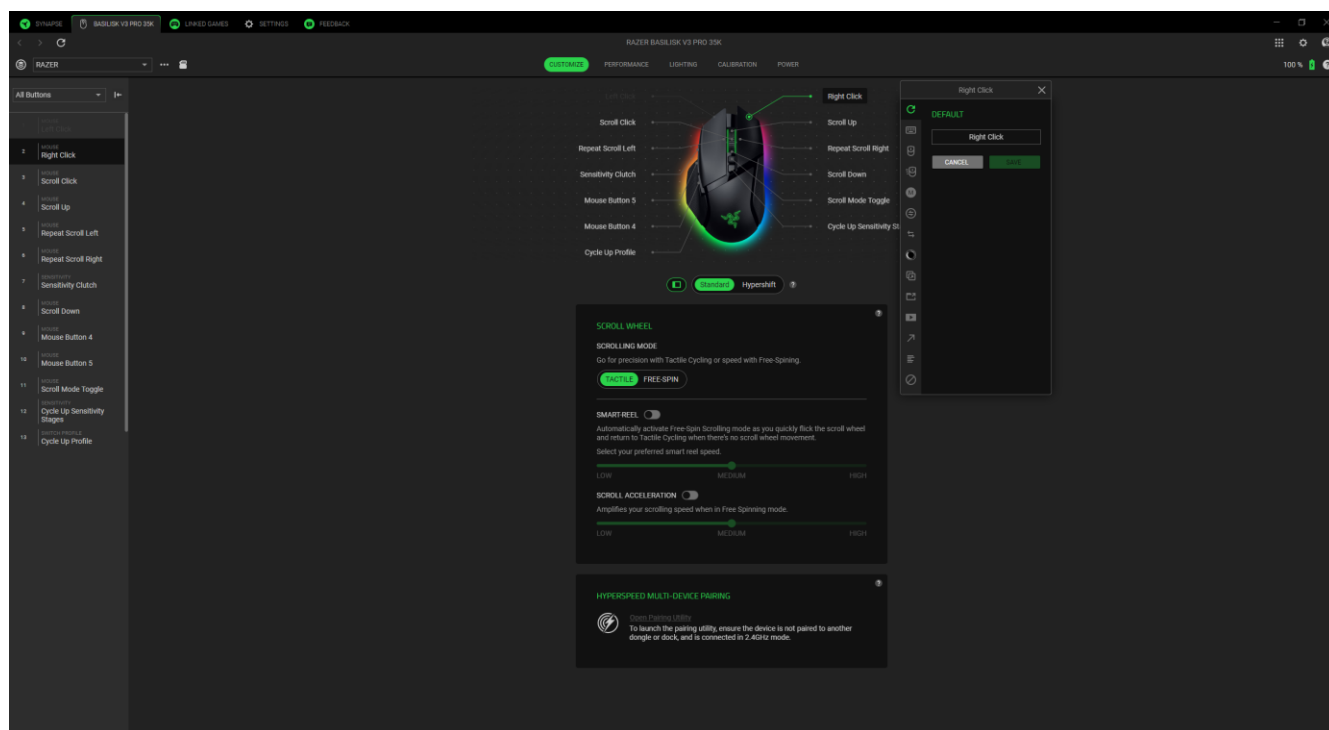 SYNAPSE
BASILISK V3 PRO 35K
LINKED GAMES
SETTINGS
FEEDBACK
RAZER BASILISK V3 PRO 35K
RAZER
CUSTOMIZE
PERFORMANCE
LIGHTING
CALIBRATION
POWER
100 %
All Buttons
MOUSE
Left Click
2
MOUSE
Right Click
3
MOUSE
Scroll Click
4
MOUSE
Scroll Up
5
MOUSE
Repeat Scroll Left
6
MOUSE
Repeat Scroll Right
7
SENSITIVITY
Sensitivity Clutch
8
MOUSE
Scroll Down
9
MOUSE
Mouse Button 4
10
MOUSE
Mouse Button 5
11
MOUSE
Scroll Mode Toggle
12
SENSITIVITY
Cycle Up Sensitivity
Stages
13
SWITCH PROFILE
Cycle Up Profile
Left Click
Scroll Click
Repeat Scroll Left
Sensitivity Clutch
Mouse Button 5
Mouse Button 4
Cycle Up Profile
Right Click
Scroll Up
Repeat Scroll Right
Scroll Down
Scroll Mode Toggle
Cycle Up Sensitivity St
Standard
Hypershift
SCROLL WHEEL
SCROLLING MODE
Go for precision with Tactile Cycling or speed with Free-Spining.
TACTILE
FREE-SPIN
SMART-REEL
Automatically activate Free-Spin Scrolling mode as you quickly flick the scroll wheel
and return to Tactile Cycling when there's no scroll wheel movement.
Select your preferred smart reel speed.
LOW
MEDIUM
HIGH
SCROLL ACCELERATION
Amplifies your scrolling speed when in Free Spinning mode.
LOW
MEDIUM
HIGH
HYPERSPEED MULTI-DEVICE PAIRING
Open Pairing Utility
To launch the pairing utility, ensure the device is not paired to another
dongle or dock, and is connected in 2.4GHz mode.
Right Click
DEFAULT
Right Click
CANCEL
SAVE